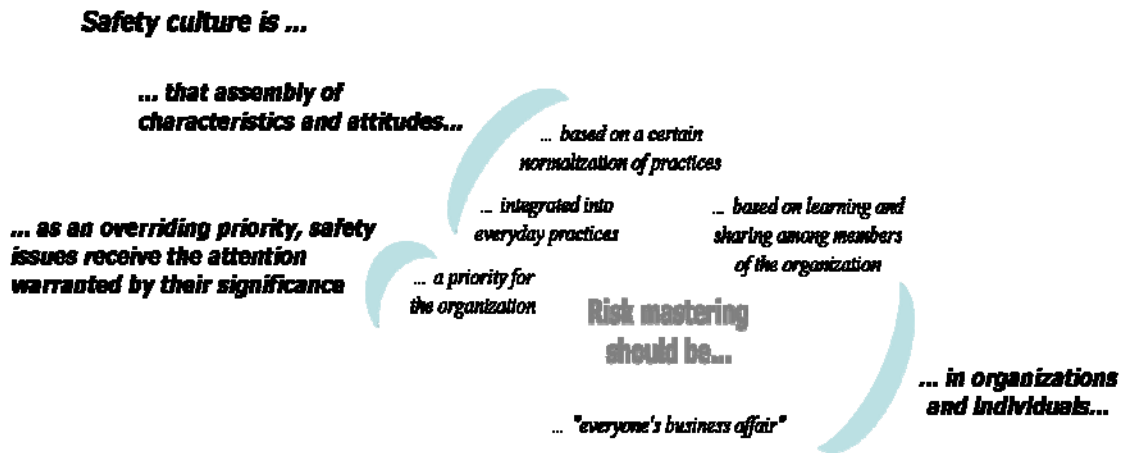 Safety culture is ...
... that assembly of
characteristics and attitudes...
... based on a certain
normalization of practices
... integrated into
everyday practices
... based on learning and
sharing among members
of the organization
... as an overriding priority, safety
issues receive the attention
warranted by their significance
... a priority for
the organization
Risk mastering
should be...
... in organizations
and individuals...
... "everyone's business affair"